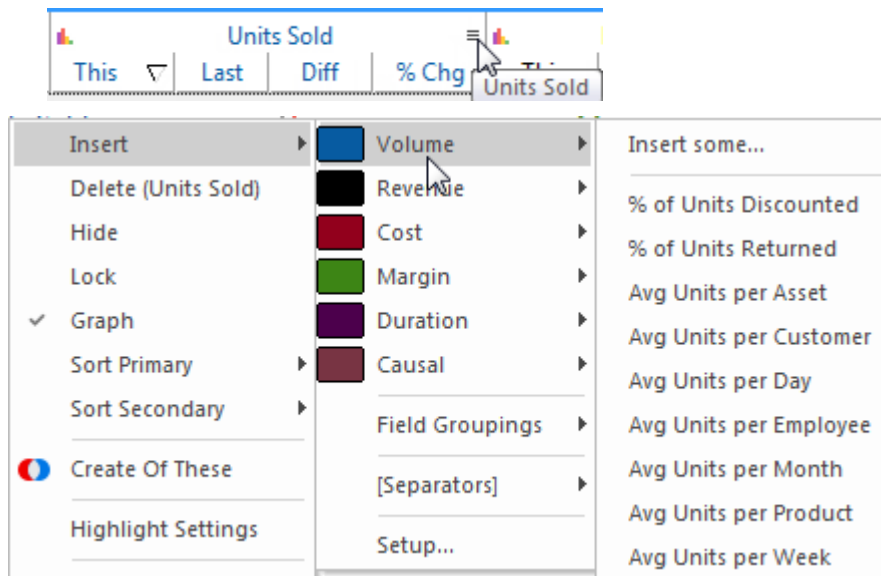 Units Sold
This Last Diff % Chg
Units Sold
Insert
Delete (Units Sold)
Hide
Lock
Graph
Sort Primary
Sort Secondary
Create Of These
Highlight Settings
Volume
Revenue
Cost
Margin
Duration
Causal
Field Groupings
[Separators]
Setup...
Insert some...
% of Units Discounted
% of Units Returned
Avg Units per Asset
Avg Units per Customer
Avg Units per Day
Avg Units per Employee
Avg Units per Month
Avg Units per Product
Avg Units per Week